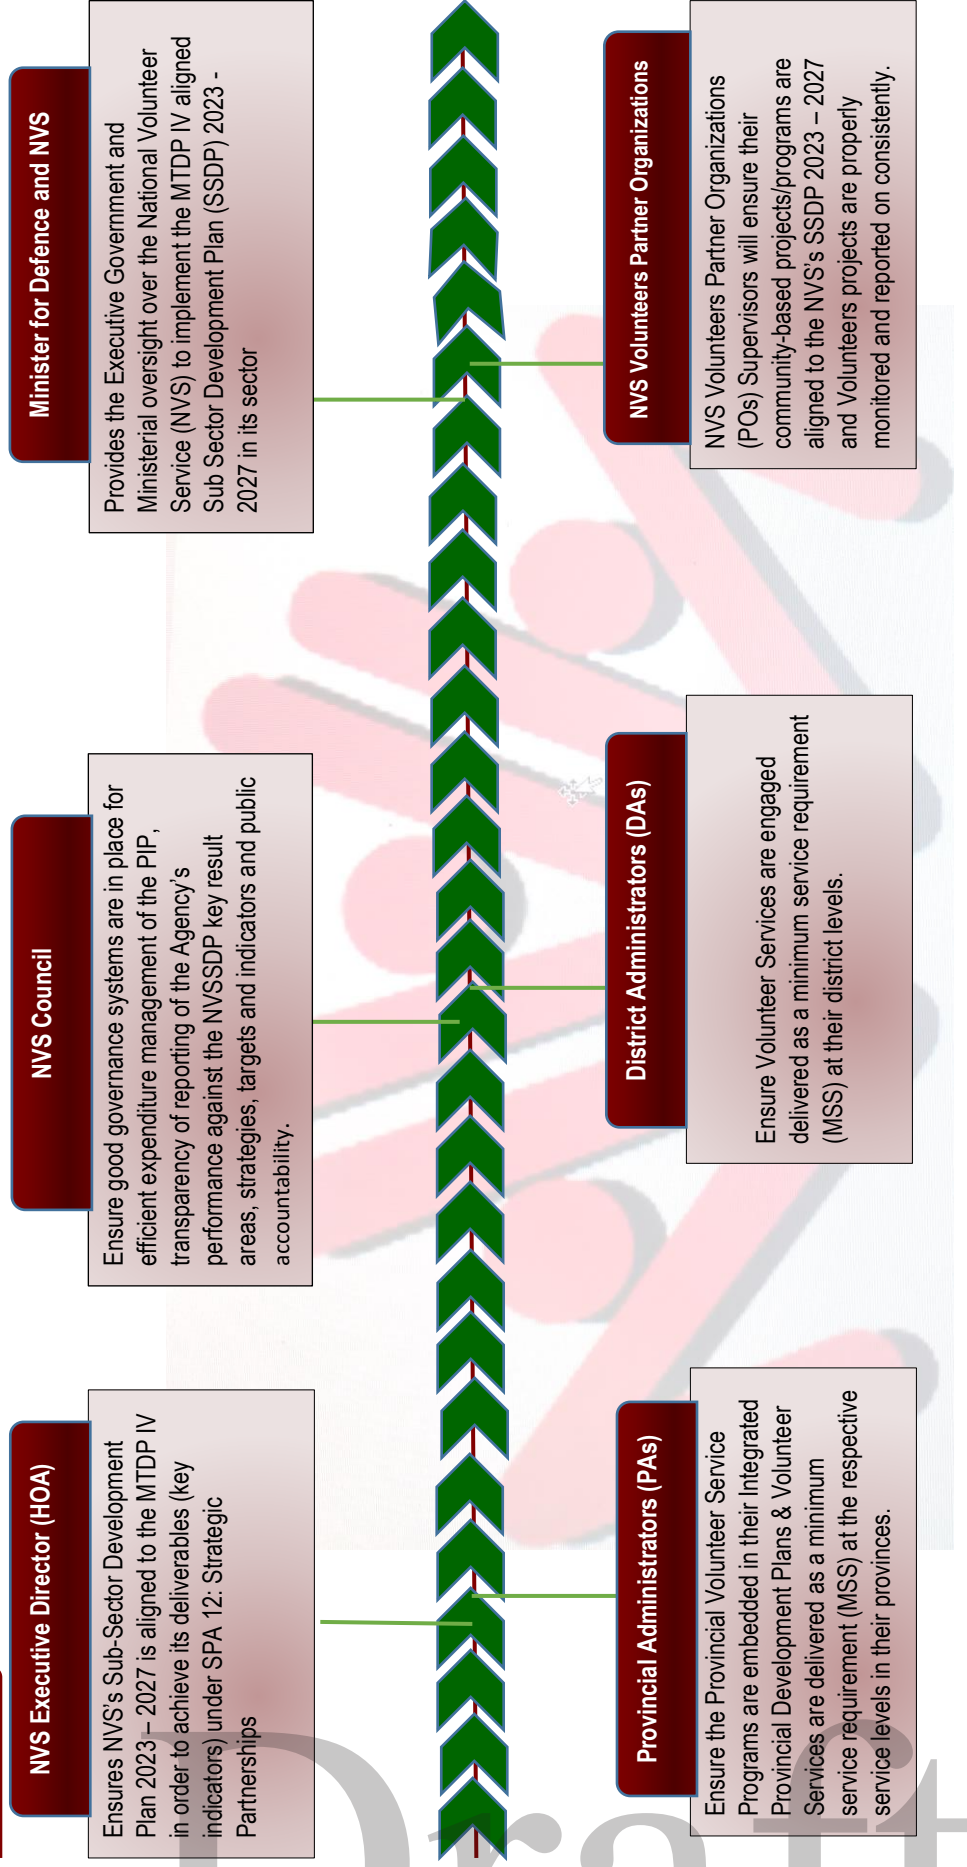 NVS Executive Director (HOA)
Ensures NVS's Sub-Sector Development
Plan 2023 – 2027 is aligned to the MTDP IV
in order to achieve its deliverables (key
indicators) under SPA 12: Strategic
Partnerships
NVS Council
Ensure good governance systems are in place for
efficient expenditure management of the PIP,
transparency of reporting of the Agency's
performance against the NVSSDP key result
areas, strategies, targets and indicators and public
accountability.
Minister for Defence and NVS
Provides the Executive Government and
Ministerial oversight over the National Volunteer
Service (NVS) to implement the MTDP IV aligned
Sub Sector Development Plan (SSDP) 2023 -
2027 in its sector
Provincial Administrators (PAs)
Ensure the Provincial Volunteer Service
Programs are embedded in their Integrated
Provincial Development Plans & Volunteer
Services are delivered as a minimum
service requirement (MSS) at the respective
service levels in their provinces.
District Administrators (DAs)
Ensure Volunteer Services are engaged
delivered as a minimum service requirement
(MSS) at their district levels.
NVS Volunteers Partner Organizations
NVS Volunteers Partner Organizations
(POs) Supervisors will ensure their
community-based projects/programs are
aligned to the NVS's SSDP 2023 – 2027
and Volunteers projects are properly
monitored and reported on consistently.
Draft